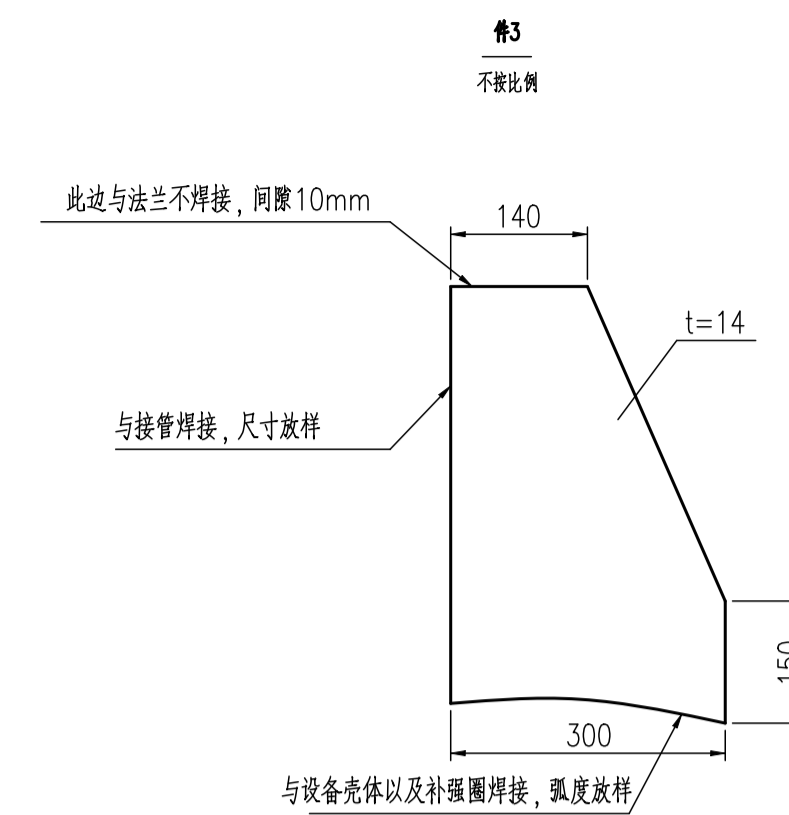 件3
不按比例
此边与法兰不焊接，间隙10mm
140
t=14
与接管焊接，尺寸放样
150
300
与设备壳体以及补强圈焊接，弧度放样